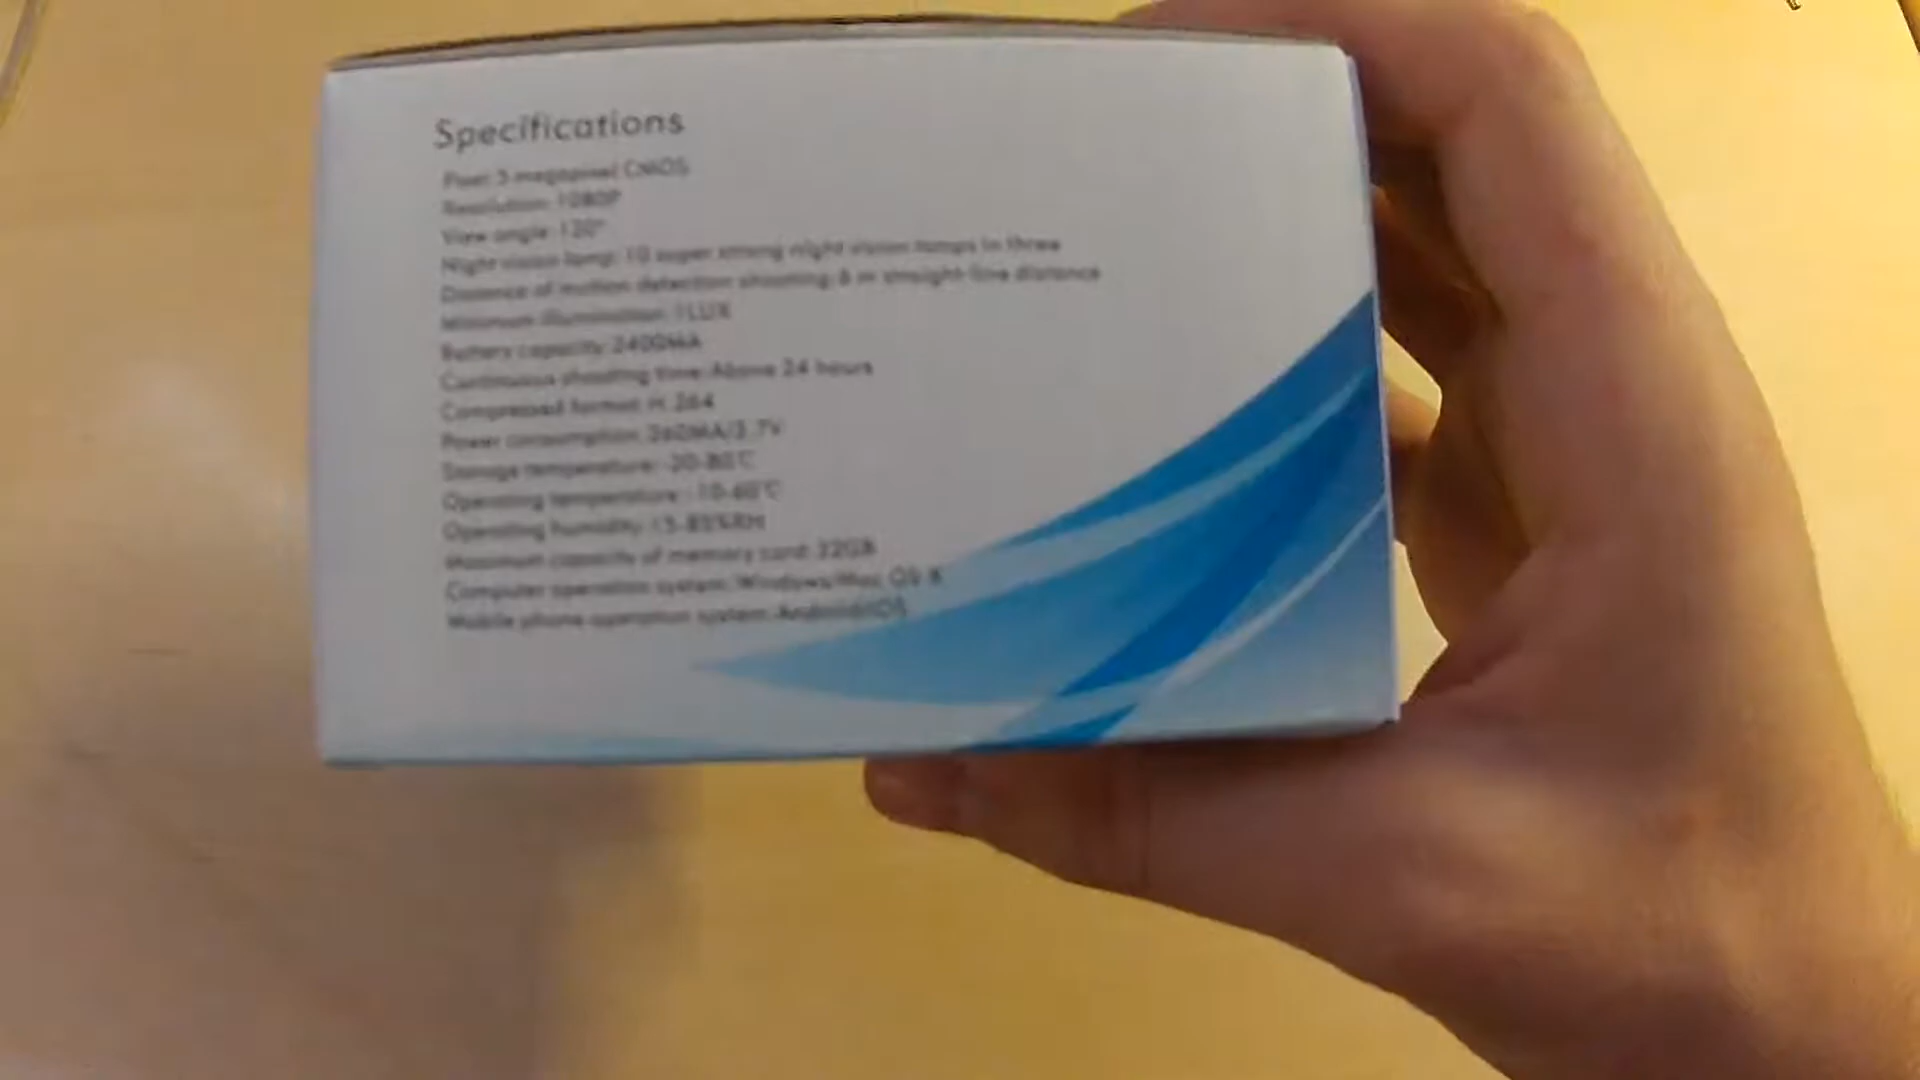 Specifications
Pixel: 3 megapixel CMOS
Resolution: 1080P
View angle: 120°
Night vision lamp: 10 super strong night vision lamps in three
Distance of motion detection shooting: 6 m straight-line distance
Minimum illumination: 1LUX
Battery capacity: 2400MA
Continuous shooting time: Above 24 hours
Compressed format: H.264
Power consumption: 260MA/3.7V
Storage temperature: -20-80℃
Operating temperature: -10-60℃
Operating humidity: 15-85%RH
Maximum capacity of memory card: 32GB
Computer operation system: Windows/Mac OS X
Mobile phone operation system: Android/iOS